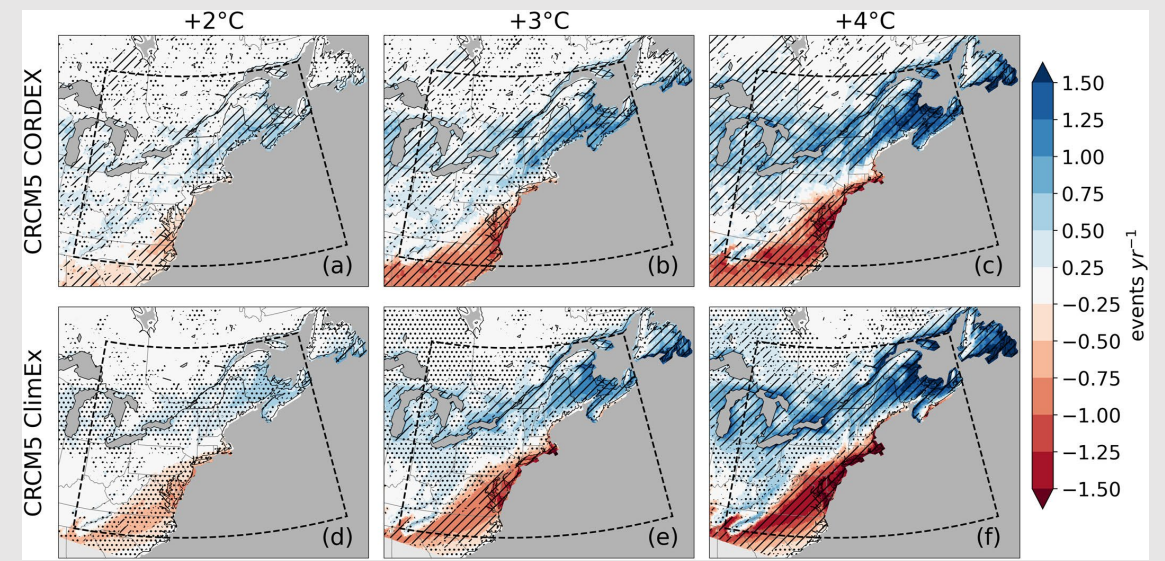 +2°C
+3°C
+4°C
CRCM5 CORDEX
(a)
(b)
(c)
CRCM5 ClimEx
(d)
(e)
(f)
1.50
1.25
1.00
0.75
0.50
0.25
−0.25
−0.50
−0.75
−1.00
−1.25
−1.50
events yr⁻¹